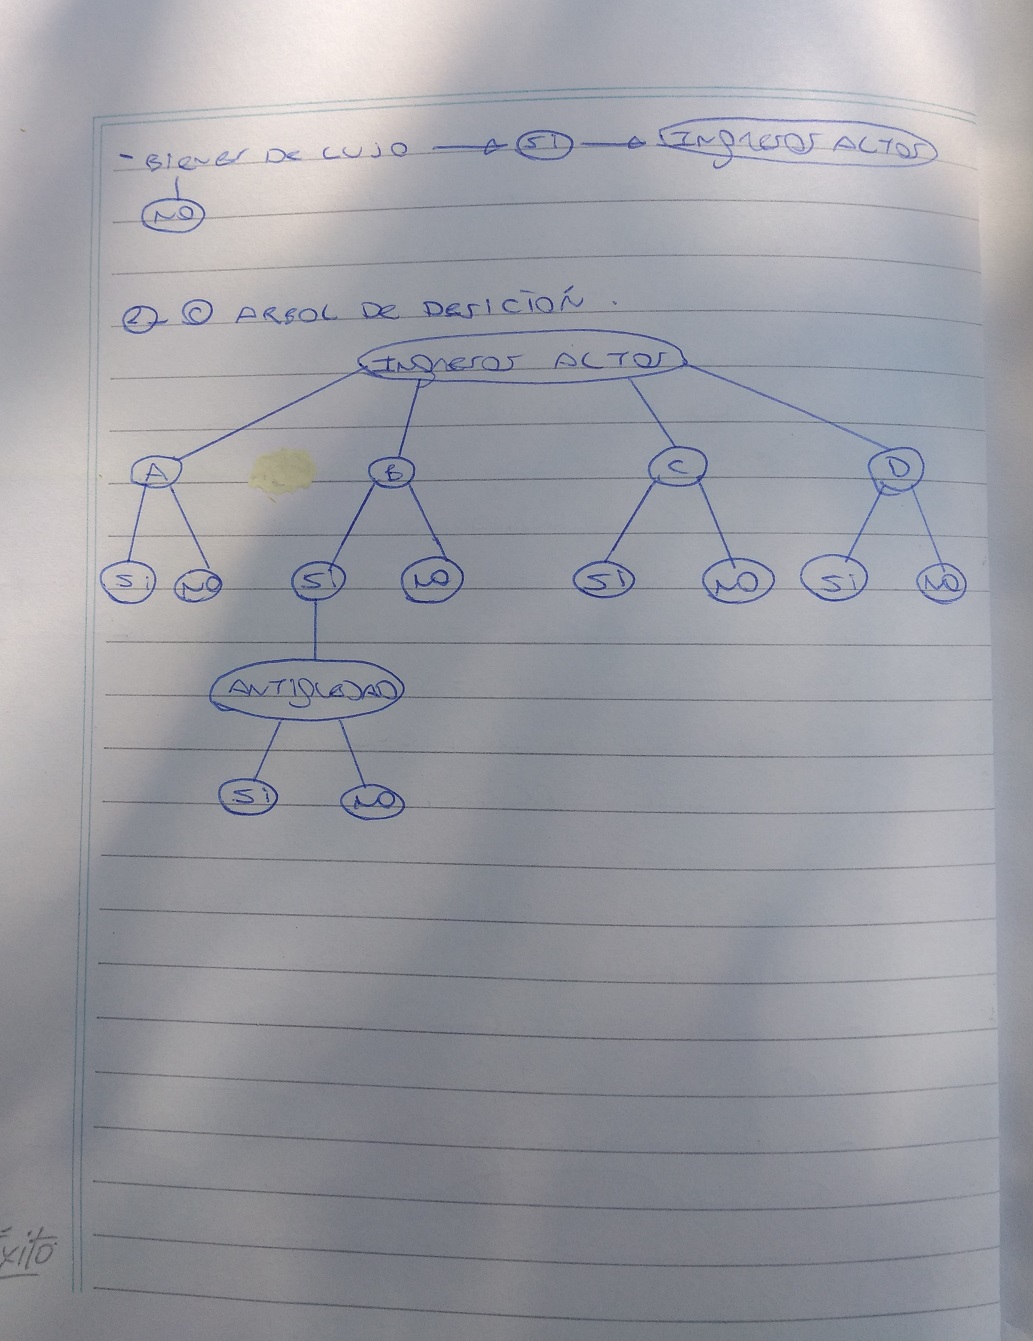 - BIENES DE LUJO → SI → INgresos ALTOS
NO
2) C ARBOL DE DESICIÓN .
INgresos ALTOS
A B C D
Si NO Si NO SI NO Si NO
ANTIgUEDAD
Si NO
éxito